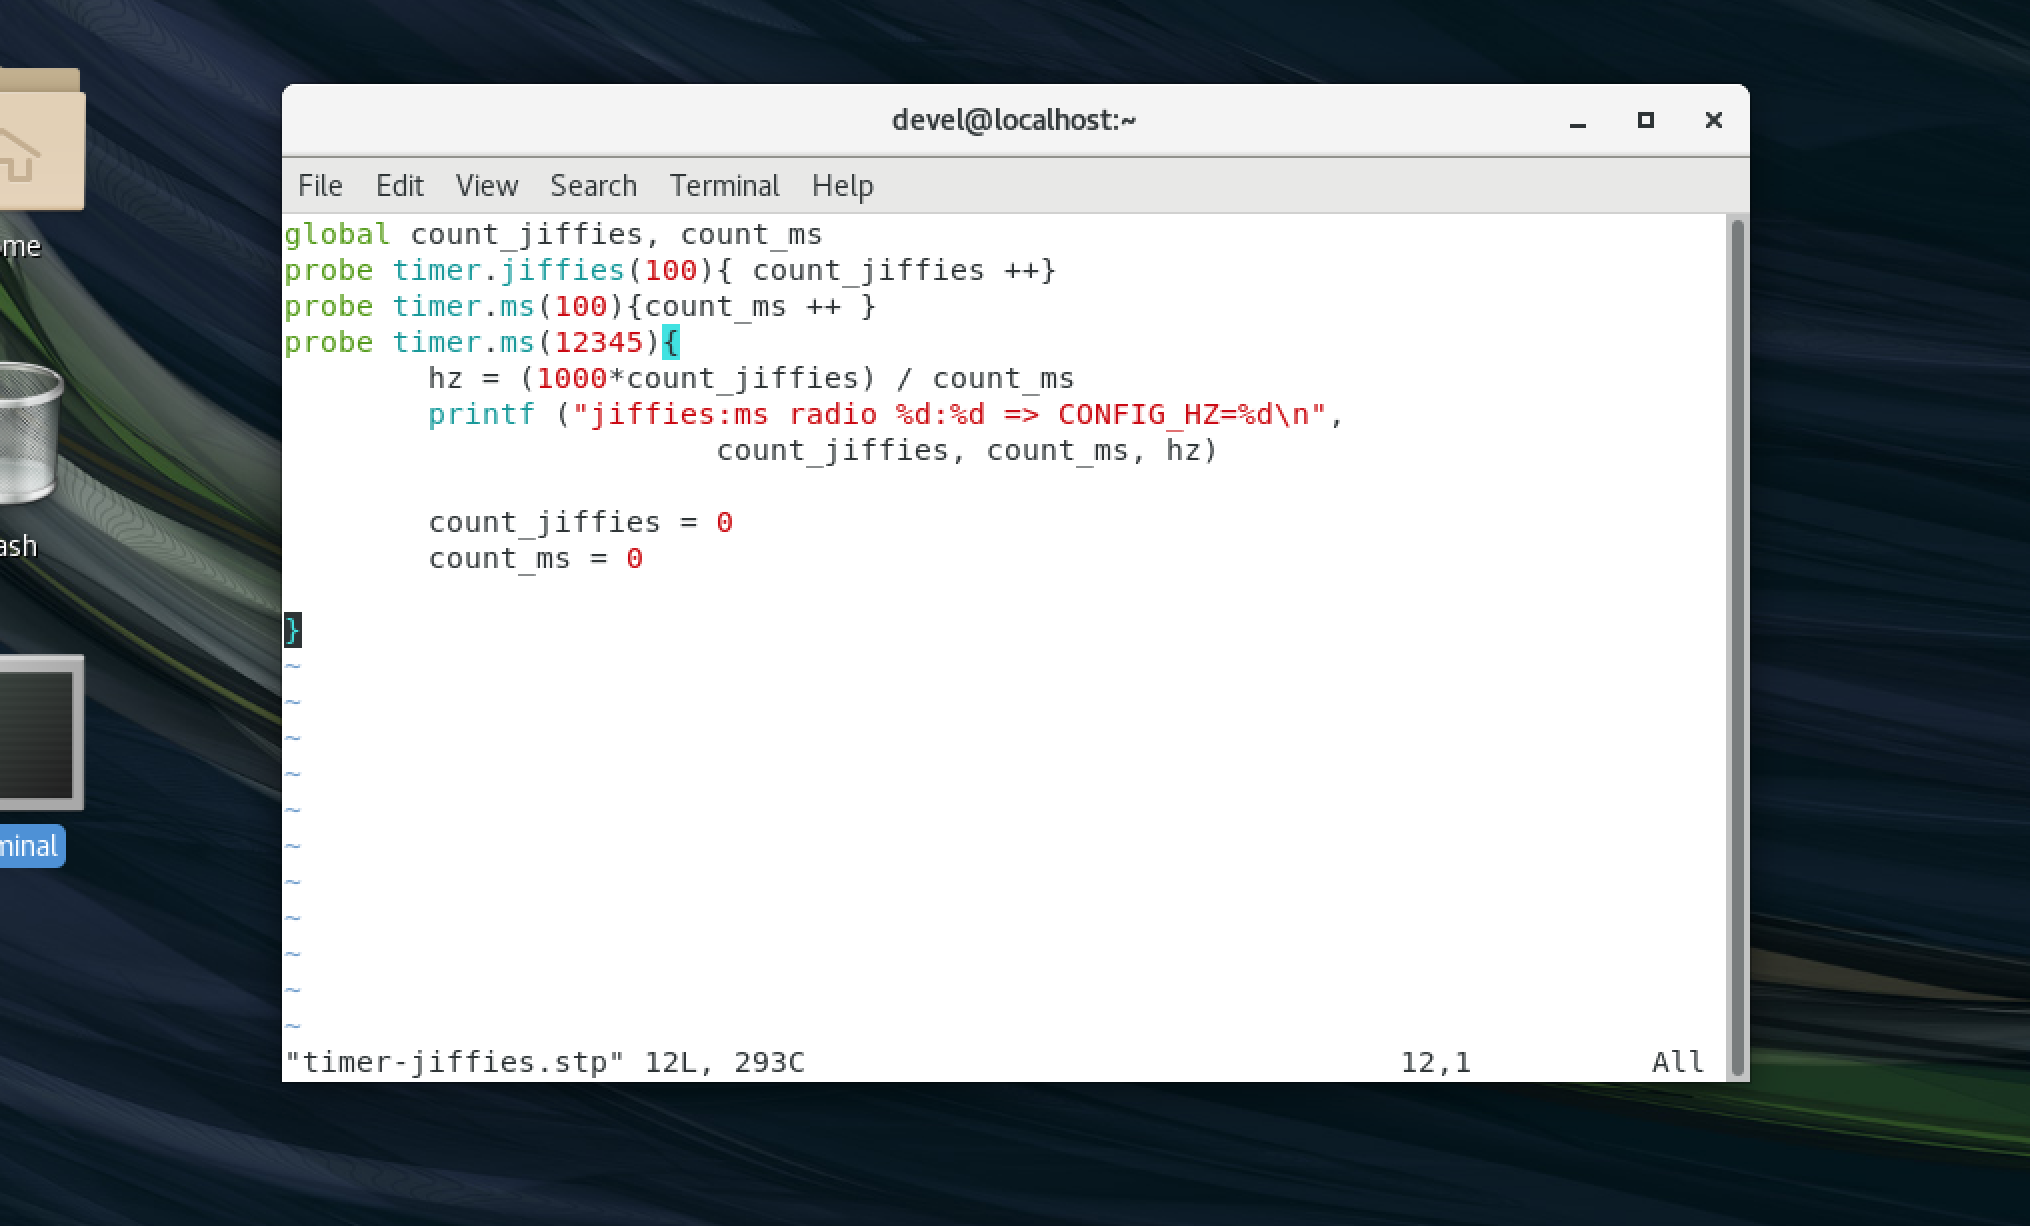 devel@localhost:~
File Edit View Search Terminal Help
global count_jiffies, count_ms
probe timer.jiffies(100){ count_jiffies ++}
probe timer.ms(100){count_ms ++ }
probe timer.ms(12345){
        hz = (1000*count_jiffies) / count_ms
        printf ("jiffies:ms radio %d:%d => CONFIG_HZ=%d\n",
                        count_jiffies, count_ms, hz)
        count_jiffies = 0
        count_ms = 0
}
~
~
~
~
~
~
~
~
~
~
~
"timer-jiffies.stp" 12L, 293C 12,1 All
me
ash
minal